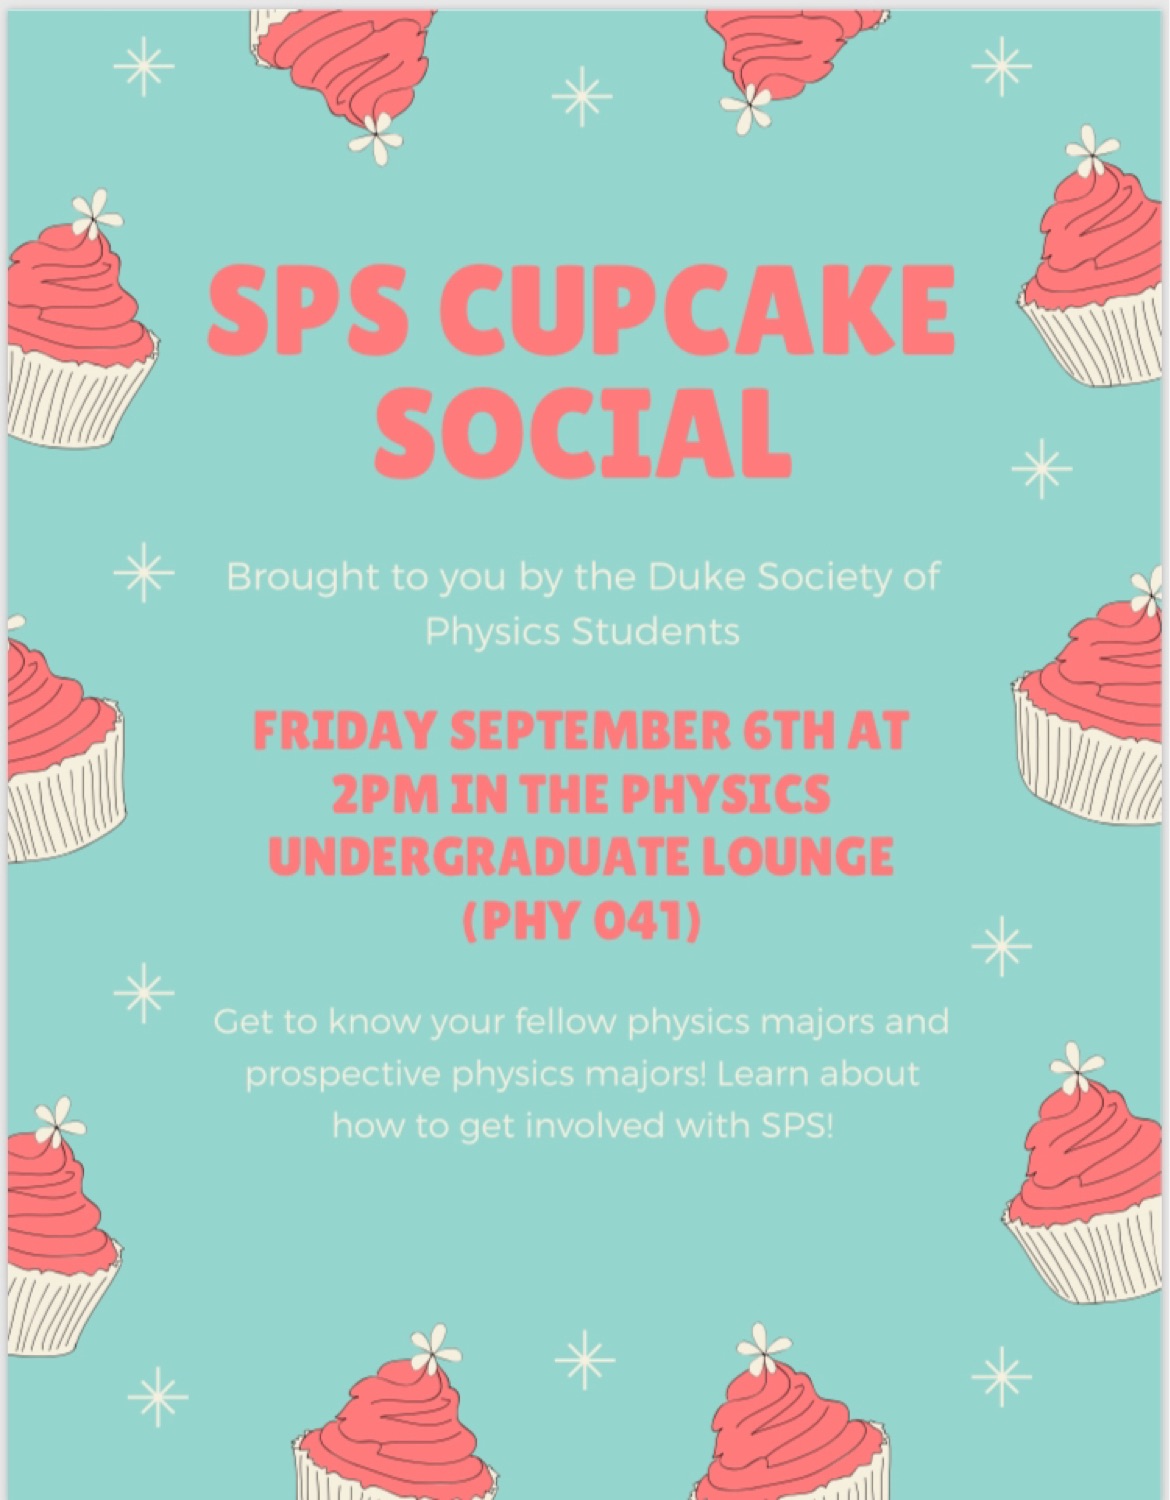 SPS CUPCAKE
SOCIAL
Brought to you by the Duke Society of
Physics Students
FRIDAY SEPTEMBER 6TH AT
2PM IN THE PHYSICS
UNDERGRADUATE LOUNGE
(PHY 041)
Get to know your fellow physics majors and
prospective physics majors! Learn about
how to get involved with SPS!